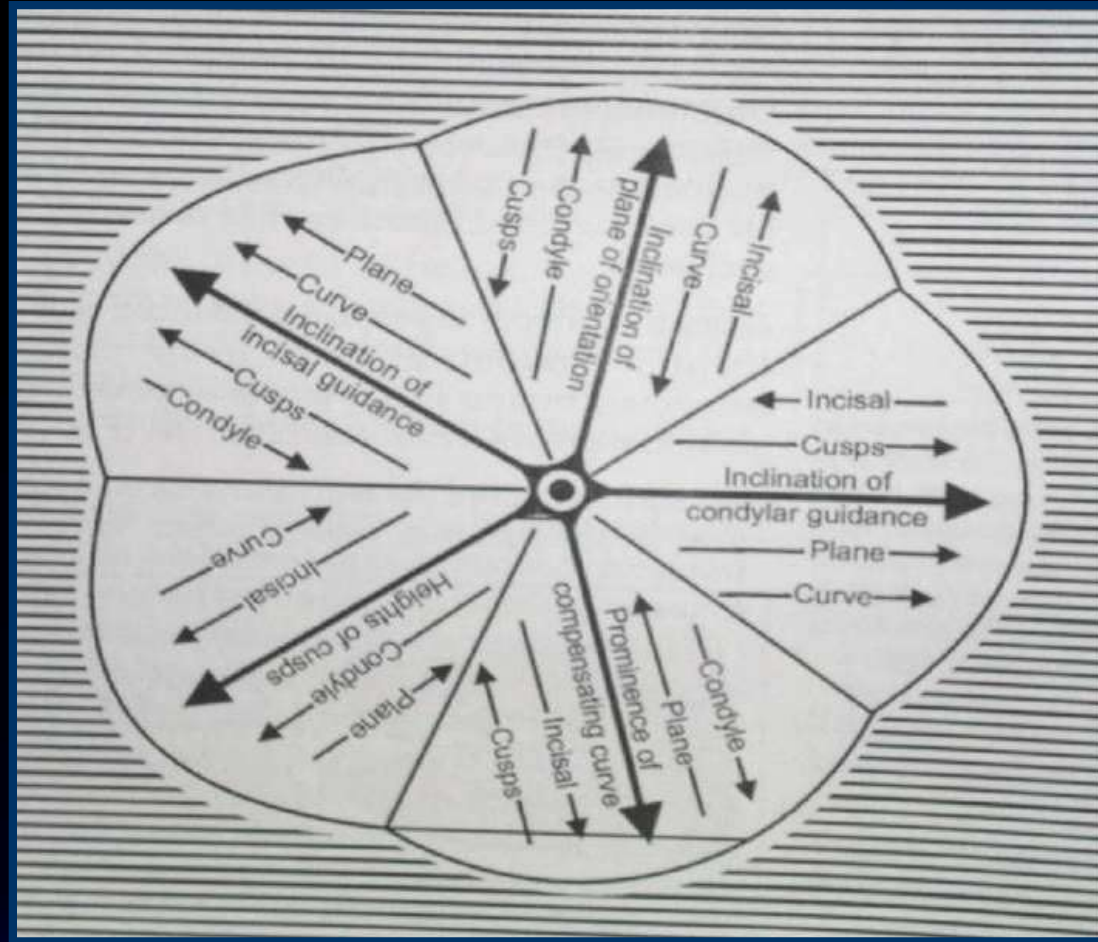 Cusps
Condyle
Inclination of
plane of orientation
Curve
Incisal
Incisal
Cusps
Inclination of
condylar guidance
Plane
Curve
Condyle
Plane
Prominence of
compensating curve
Incisal
Cusps
Plane
Condyle
Heights of cusps
Incisal
Curve
Condyle
Cusps
Inclination of
incisal guidance
Curve
Plane